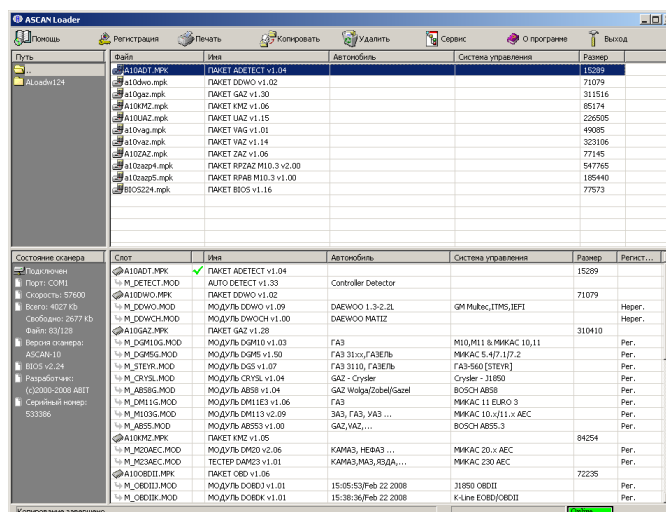 ASCAN Loader
Помощь Регистрация Печать Копировать Удалить Сервис О программе Выход
Путь Файл Имя Автомобиль Система управления Размер
.. A10ADT.MPK ПАКЕТ ADETECT v1.04 15289
ALoadw124 a10dwo.mpk ПАКЕТ DDWO v1.02 71079
a10gaz.mpk ПАКЕТ GAZ v1.30 311516
A10KMZ.MPK ПАКЕТ KMZ v1.06 85174
A10UAZ.mpk ПАКЕТ UAZ v1.15 226505
a10vag.mpk ПАКЕТ VAG v1.01 49085
a10vaz.mpk ПАКЕТ VAZ v1.14 323106
A10ZAZ.mpk ПАКЕТ ZAZ v1.06 77145
a10zazp4.mpk ПАКЕТ RPZAZ M10.3 v2.00 547765
a10zazp5.mpk ПАКЕТ RPAB M10.3 v1.00 185440
BIOS224.mpk ПАКЕТ BIOS v1.16 77573
Состояние сканера Слот Имя Автомобиль Система управления Размер Регист...
Подключен A10ADT.MPK ПАКЕТ ADETECT v1.04 15289
Порт: COM1 M_DETECT.MOD AUTO DETECT v1.33 Controller Detector
Скорость: 57600 A10DWO.MPK ПАКЕТ DDWO v1.02 71079
Всего: 4027 Kb M_DDWO.MOD МОДУЛЬ DDWO v1.09 DAEWOO 1.3-2.2L GM Multec,ITMS,IEFI Нерег.
Свободно: 2677 Kb M_DDWCH.MOD МОДУЛЬ DWOCH v1.00 DAEWOO MATIZ Нерег.
Файл: 83/128 A10GAZ.MPK ПАКЕТ GAZ v1.28 310410
Версия сканера: M_DGM10G.MOD МОДУЛЬ DGM10 v1.03 ГАЗ М10,М11 & МИКАС 10,11 Рег.
ASCAN-10 M_DGM5G.MOD МОДУЛЬ DGM5 v1.50 ГАЗ 31xx,ГАЗЕЛЬ МИКАС 5.4/7.1/7.2 Рег.
BIOS v2.24 M_STEYR.MOD МОДУЛЬ DGS v1.07 ГАЗ 3110, ГАЗЕЛЬ ГАЗ-560 [STEYR] Рег.
Разработчик: M_CRYSL.MOD МОДУЛЬ CRYSL v1.04 GAZ - Crysler Crysler - J1850 Рег.
(c)2000-2008 ABIT M_ABS8G.MOD МОДУЛЬ ABS8 v1.04 GAZ Wolga/Zobel/Gazel BOSCH ABS8 Рег.
Серийный номер: M_DM11G.MOD МОДУЛЬ DM11E3 v1.06 ГАЗ МИКАС 11 EURO 3 Рег.
533386 M_M103G.MOD МОДУЛЬ DM113 v2.09 ЗАЗ, ГАЗ, УАЗ ... МИКАС 10.x/11.x AEC Рег.
M_ABS5.MOD МОДУЛЬ ABS53 v1.00 GAZ,VAZ,... BOSCH ABS5.3 Рег.
A10KMZ.MPK ПАКЕТ KMZ v1.05 84254
M_M20AEC.MOD МОДУЛЬ DM20 v2.06 КАМАЗ, НЕФАЗ ... МИКАС 20.x AEC Рег.
M_M23AEC.MOD ТЕСТЕР DAM23 v1.01 КАМАЗ,МАЗ,ЯЗДА,... МИКАС 230 AEC Рег.
A10OBDII.MPK ПАКЕТ OBD v1.06 72235
M_OBDIIJ.MOD МОДУЛЬ DOBDJ v1.01 15:05:53/Feb 22 2008 J1850 OBDII Рег.
M_OBDIIK.MOD МОДУЛЬ DOBDK v1.01 15:38:36/Feb 22 2008 K-Line EOBD/OBDII Рег.
Копирование завершено Online